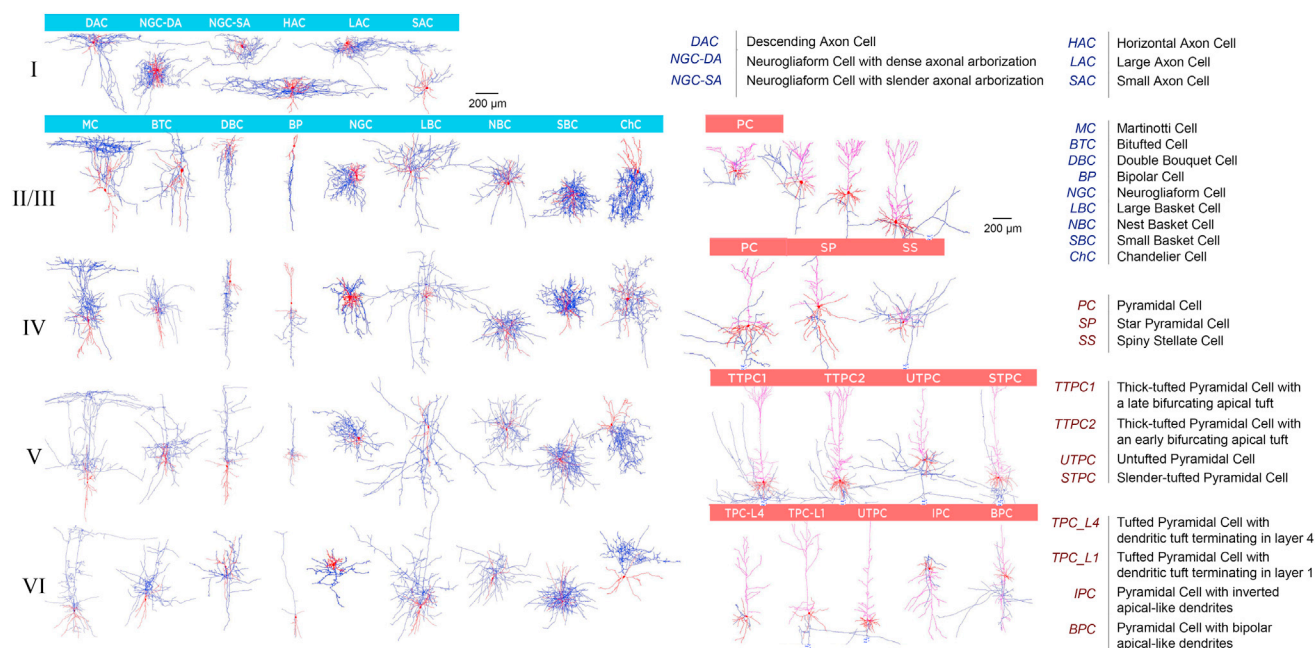 DAC NGC-DA NGC-SA HAC LAC SAC
I
200 μm
DAC Descending Axon Cell
NGC-DA Neurogliaform Cell with dense axonal arborization
NGC-SA Neurogliaform Cell with slender axonal arborization
HAC Horizontal Axon Cell
LAC Large Axon Cell
SAC Small Axon Cell
MC BTC DBC BP NGC LBC NBC SBC ChC
II/III
IV
V
VI
PC
200 μm
PC SP SS
TTPC1 TTPC2 UTPC STPC
TPC-L4 TPC-L1 UTPC IPC BPC
MC Martinotti Cell
BTC Bitufted Cell
DBC Double Bouquet Cell
BP Bipolar Cell
NGC Neurogliaform Cell
LBC Large Basket Cell
NBC Nest Basket Cell
SBC Small Basket Cell
ChC Chandelier Cell
PC Pyramidal Cell
SP Star Pyramidal Cell
SS Spiny Stellate Cell
TTPC1 Thick-tufted Pyramidal Cell with
a late bifurcating apical tuft
TTPC2 Thick-tufted Pyramidal Cell with
an early bifurcating apical tuft
UTPC Untufted Pyramidal Cell
STPC Slender-tufted Pyramidal Cell
TPC_L4 Tufted Pyramidal Cell with
dendritic tuft terminating in layer 4
TPC_L1 Tufted Pyramidal Cell with
dendritic tuft terminating in layer 1
IPC Pyramidal Cell with inverted
apical-like dendrites
BPC Pyramidal Cell with bipolar
apical-like dendrites